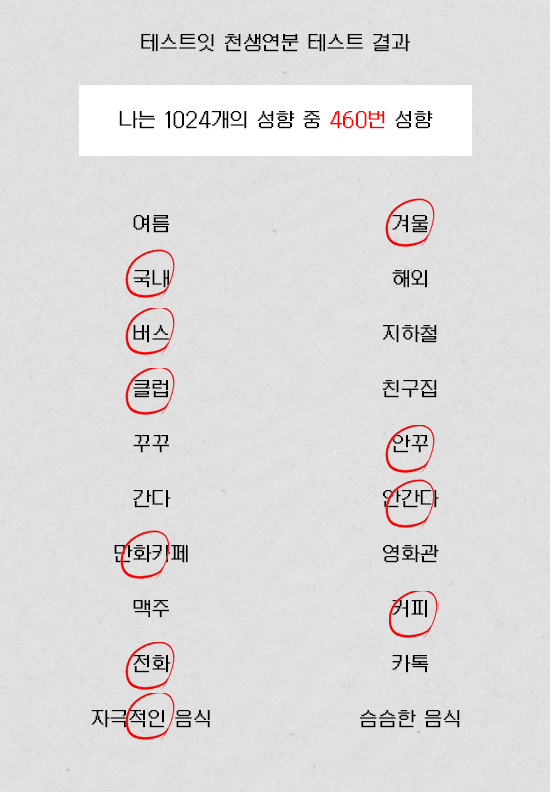 테스트잇 천생연분 테스트 결과
나는 1024개의 성향 중 460번 성향
여름 겨울
국내 해외
버스 지하철
클럽 친구집
꾸꾸 안꾸
간다 안간다
만화카페 영화관
맥주 커피
전화 카톡
자극적인 음식 슴슴한 음식